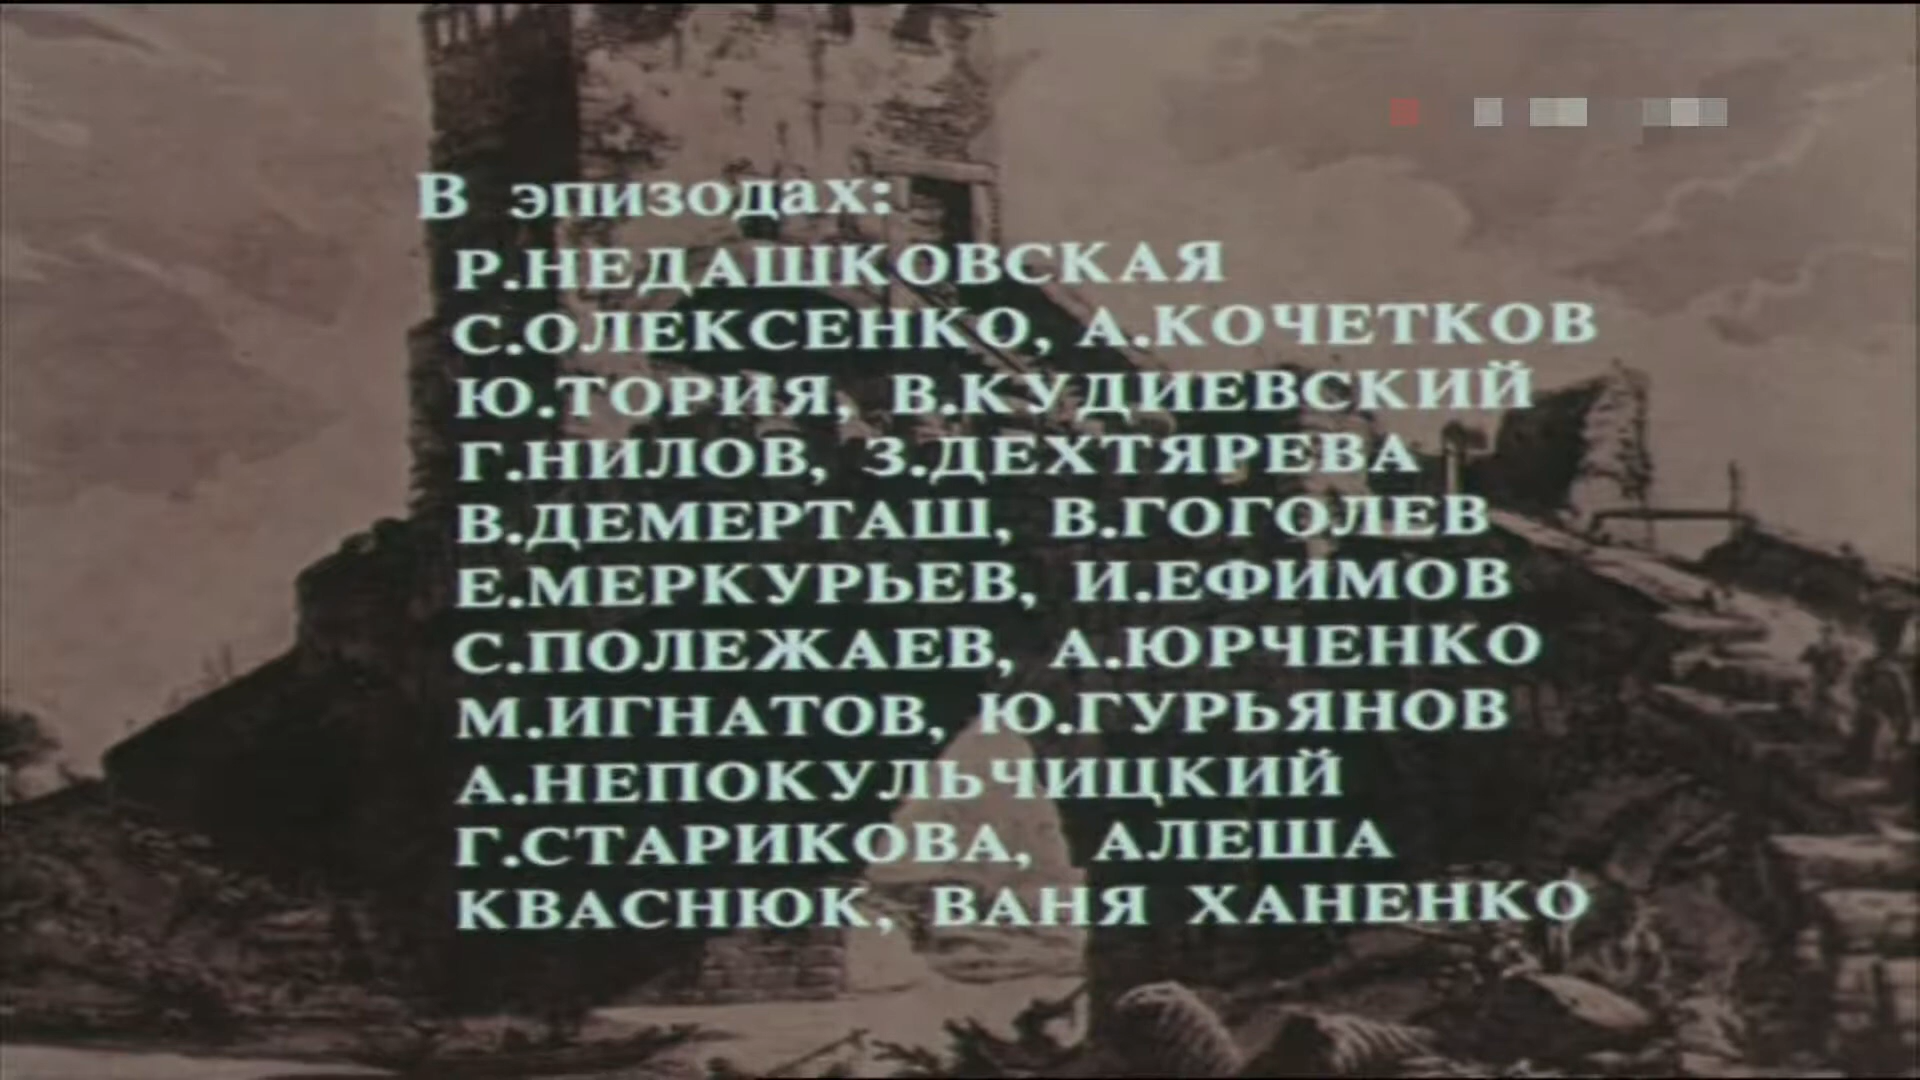 В эпизодах:
Р.НЕДАШКОВСКАЯ
С.ОЛЕКСЕНКО, А.КОЧЕТКОВ
Ю.ТОРИЯ, В.КУДИЕВСКИЙ
Г.НИЛОВ, З.ДЕХТЯРЕВА
В.ДЕМЕРТАШ, В.ГОГОЛЕВ
Е.МЕРКУРЬЕВ, И.ЕФИМОВ
С.ПОЛЕЖАЕВ, А.ЮРЧЕНКО
М.ИГНАТОВ, Ю.ГУРЬЯНОВ
А.НЕПОКУЛЬЧИЦКИЙ
Г.СТАРИКОВА, АЛЕША
КВАСНЮК, ВАНЯ ХАНЕНКО